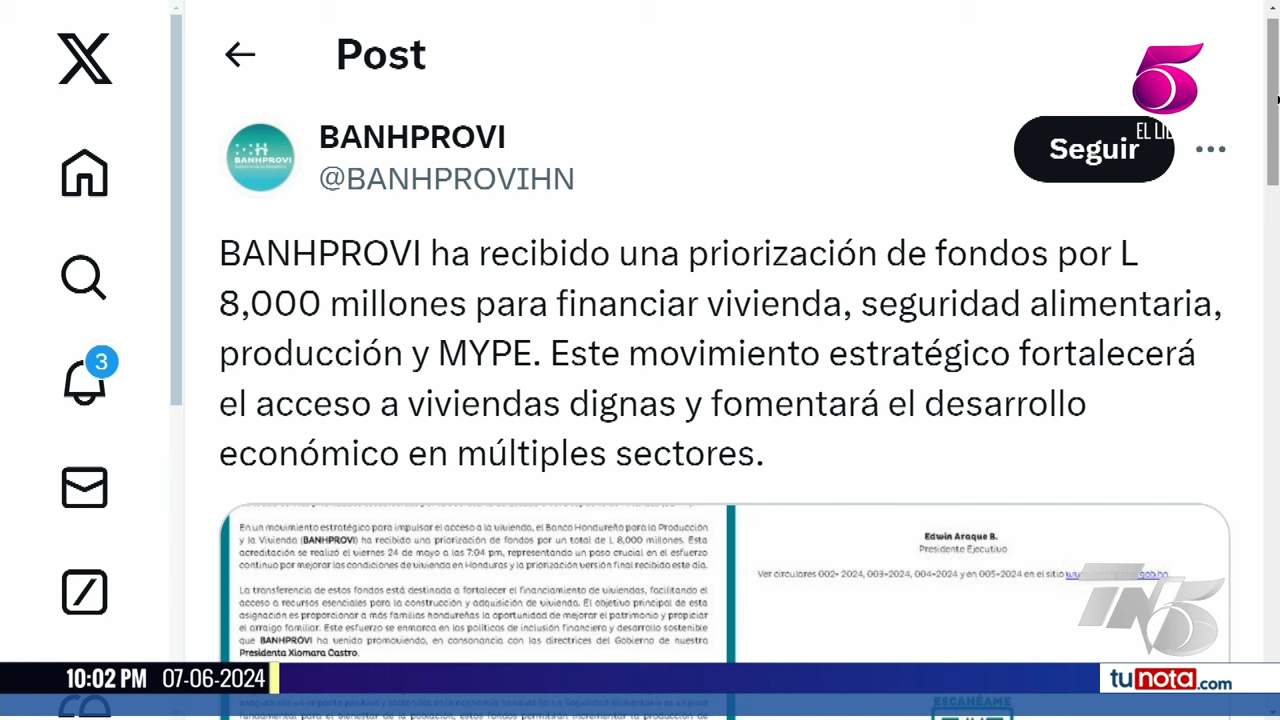 Post
BANHPROVI
@BANHPROVIHN
Seguir
5
EL LI
BANHPROVI
BANHPROVI ha recibido una priorización de fondos por L
8,000 millones para financiar vivienda, seguridad alimentaria,
producción y MYPE. Este movimiento estratégico fortalecerá
el acceso a viviendas dignas y fomentará el desarrollo
económico en múltiples sectores.
3
En un movimiento estratégico para impulsar el acceso a la vivienda, el Banco Hondureño para la Producción
y la Vivienda (BANHPROVI) ha recibido una priorización de fondos por un total de L 8,000 millones. Esta
acreditación se realizó el viernes 24 de mayo a las 7:04 pm, representando un paso crucial en el esfuerzo
continuo por mejorar las condiciones de vivienda en Honduras y la priorización versión final recibida este día.
La transferencia de estos fondos está destinada a fortalecer el financiamiento de viviendas, facilitando el
acceso a recursos esenciales para la construcción y adquisición de vivienda. El objetivo principal de esta
asignación es proporcionar a más familias hondureñas la oportunidad de mejorar el patrimonio y propiciar
el arraigo familiar. Este esfuerzo se enmarca en las políticas de inclusión financiera y desarrollo sostenible
que BANHPROVI ha venido promoviendo, en consonancia con las directrices del Gobierno de nuestra
Presidenta Xiomara Castro.
Edwin Araque B.
Presidente Ejecutivo
Ver circulares 002- 2024, 003-2024, 004-2024 y en 005-2024 en el sitio
TN5
10:02 PM 07-06-2024
tunota.com
ESCANÉAME